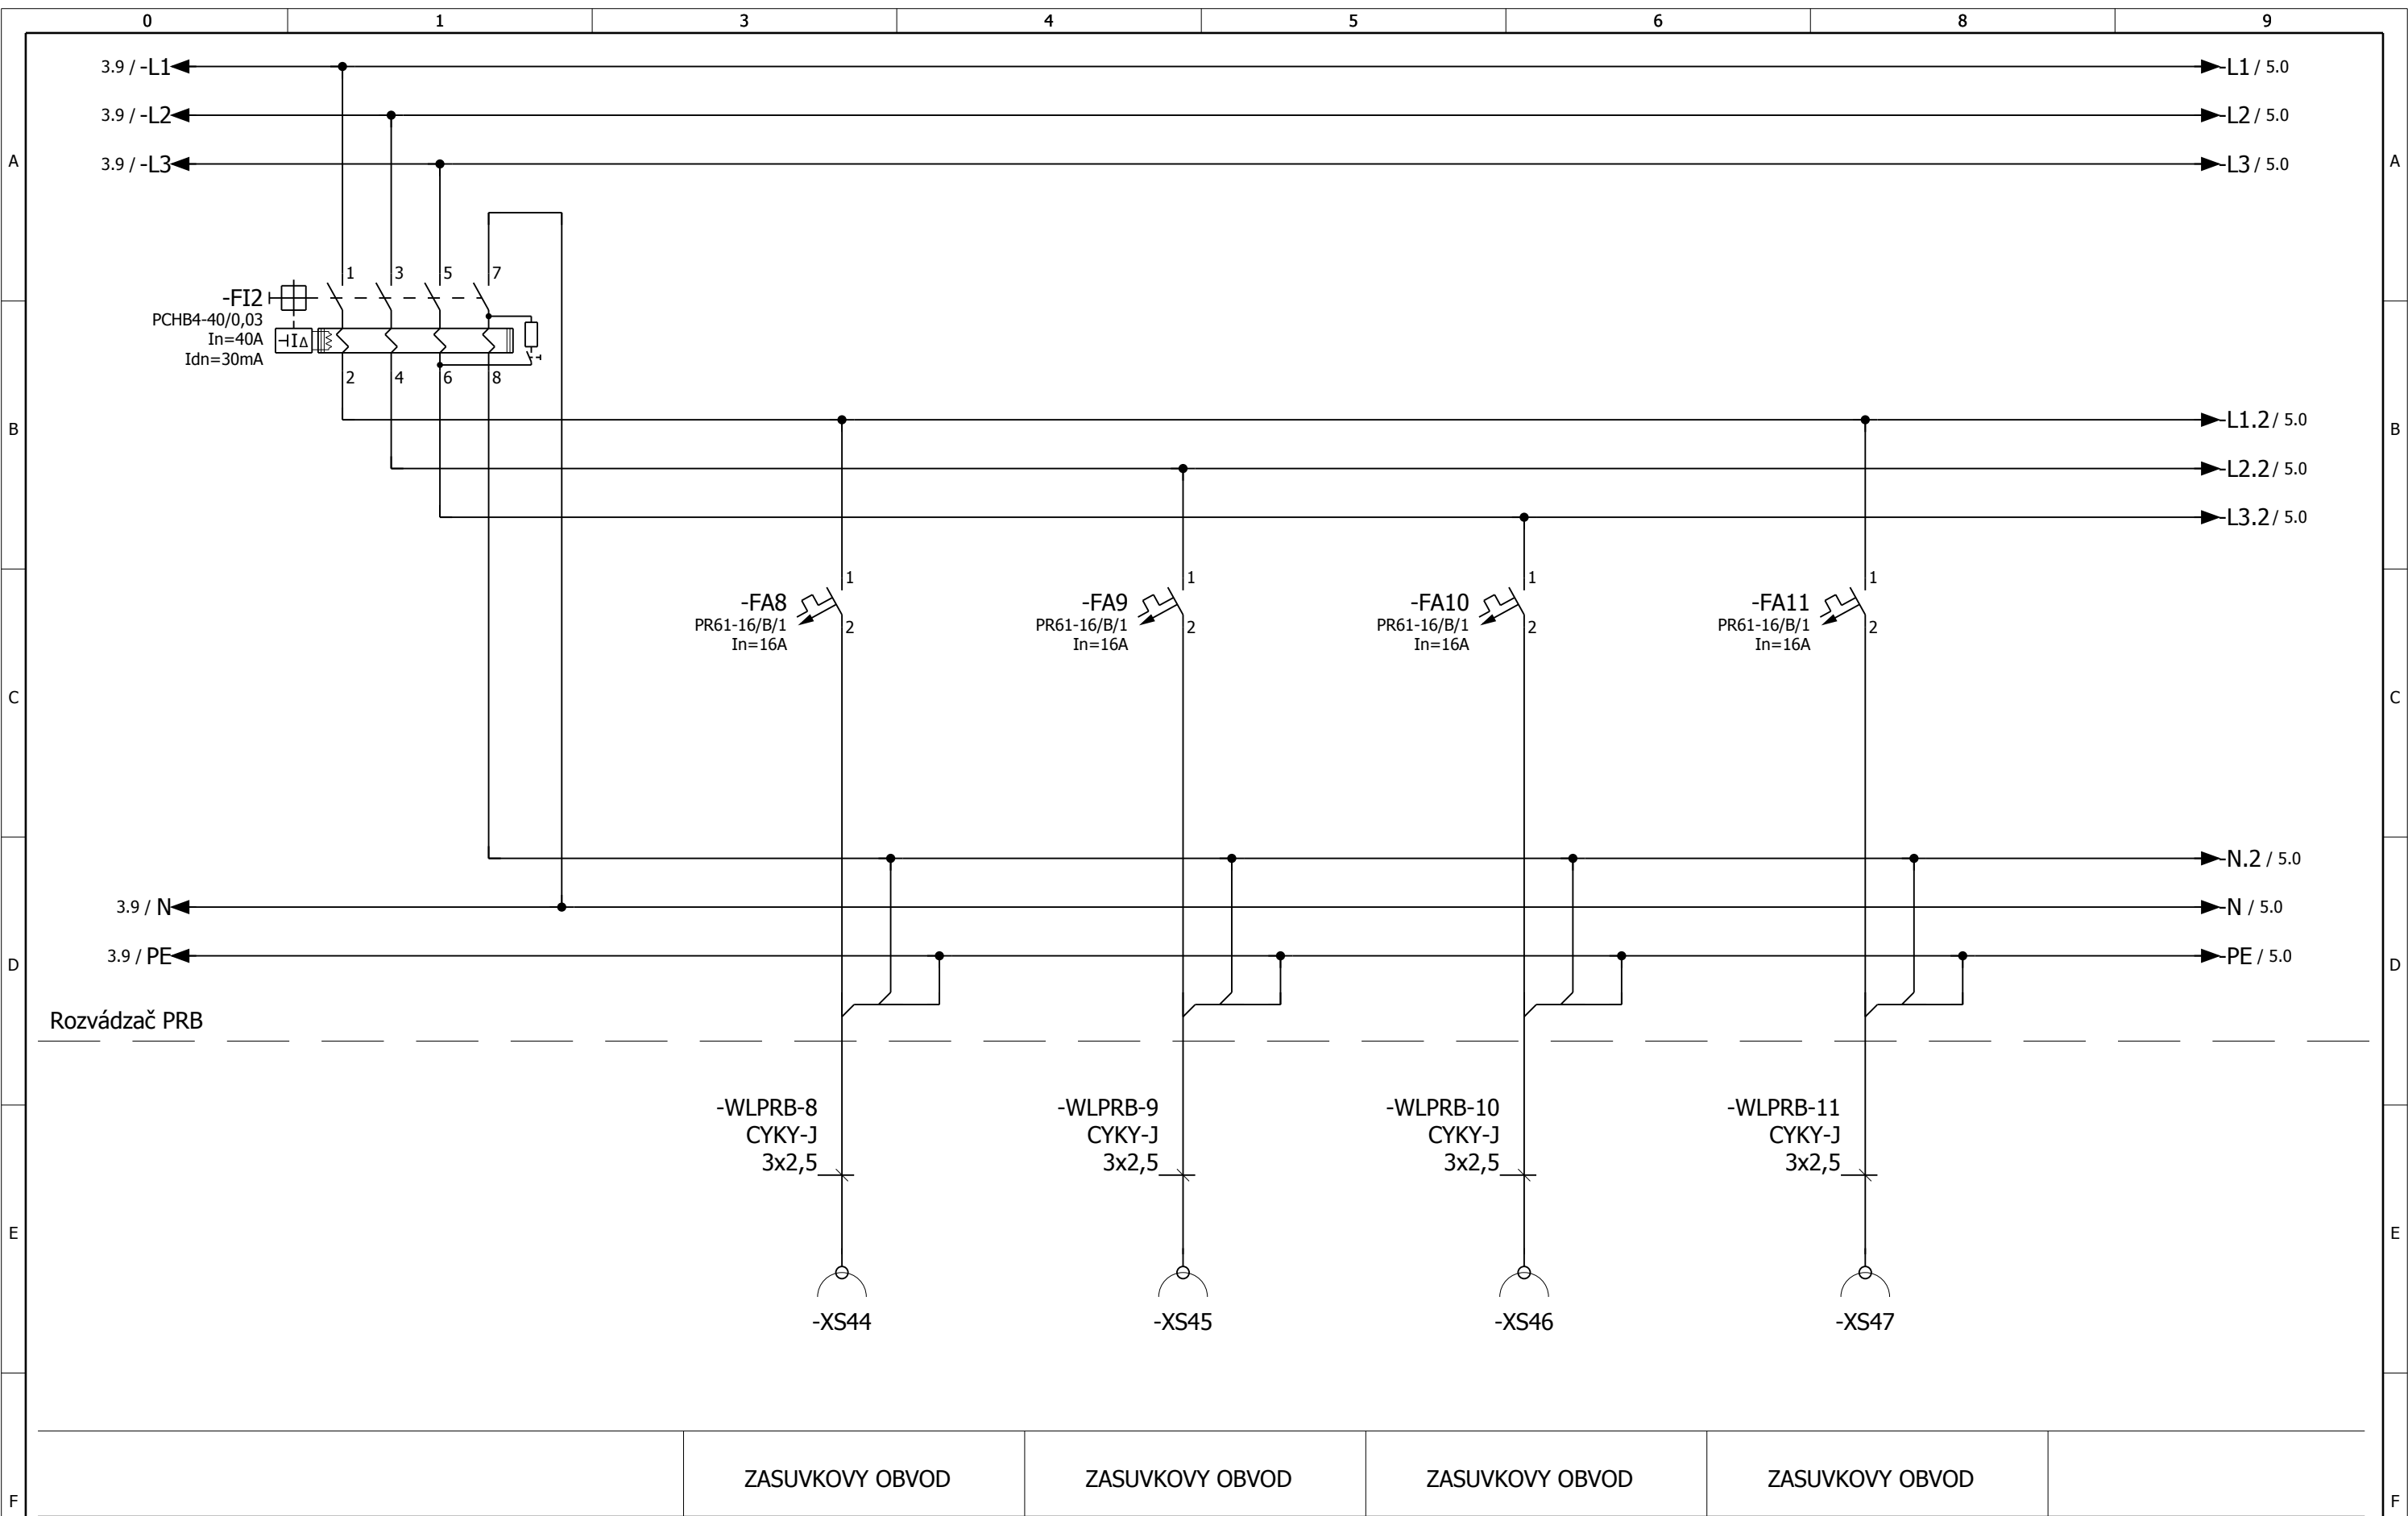 0 1 3 4 5 6 8 9
3.9 / -L1 -L1 / 5.0
3.9 / -L2 -L2 / 5.0
A 3.9 / -L3 -L3 / 5.0 A
1 3 5 7
-FI2
PCHB4-40/0,03
In=40A
Idn=30mA
I∆
2 4 6 8
B -L1.2 / 5.0 B
-L2.2 / 5.0
-L3.2 / 5.0
1 1 1 1
-FA8 -FA9 -FA10 -FA11
PR61-16/B/1 PR61-16/B/1 PR61-16/B/1 PR61-16/B/1
2 2 2 2
In=16A In=16A In=16A In=16A
C C
-N.2 / 5.0
3.9 / N -N / 5.0
3.9 / PE -PE / 5.0
D D
Rozvádzač PRB
-WLPRB-8 -WLPRB-9 -WLPRB-10 -WLPRB-11
CYKY-J CYKY-J CYKY-J CYKY-J
3x2,5 3x2,5 3x2,5 3x2,5
E E
-XS44 -XS45 -XS46 -XS47
ZASUVKOVY OBVOD ZASUVKOVY OBVOD ZASUVKOVY OBVOD ZASUVKOVY OBVOD
F F